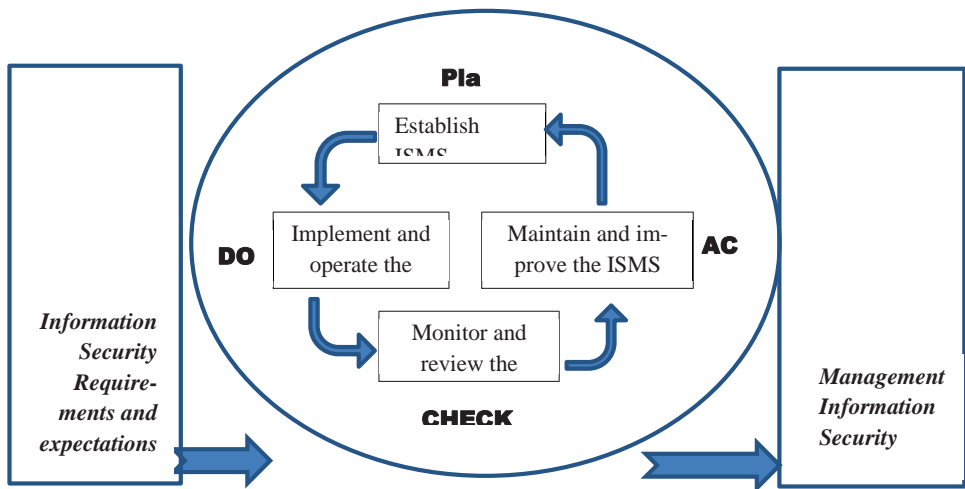 Pla
Establish
ISMS
DO
Implement and
operate the
Maintain and im-
prove the ISMS
AC
Monitor and
review the
CHECK
Information
Security
Require-
ments and
expectations
Management
Information
Security